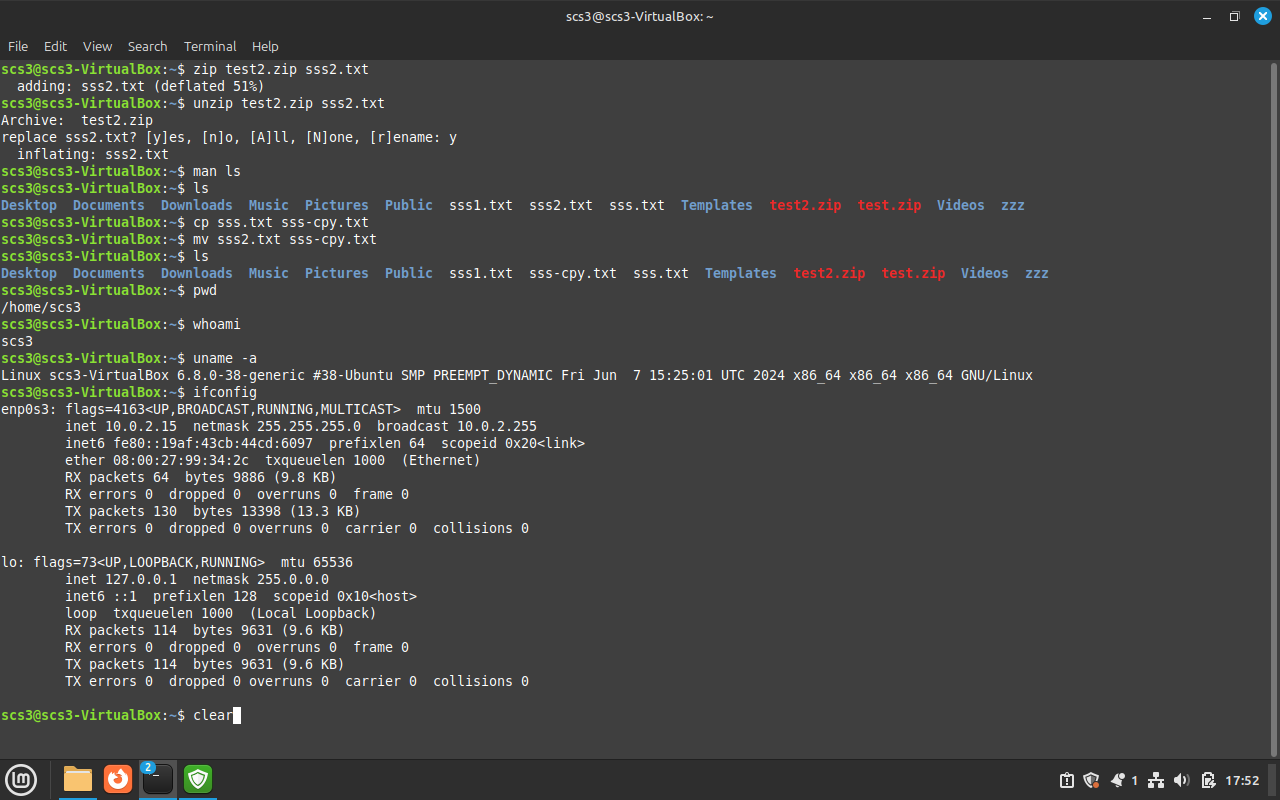 scs3@scs3-VirtualBox: ~
File Edit View Search Terminal Help
scs3@scs3-VirtualBox:~$ zip test2.zip sss2.txt
  adding: sss2.txt (deflated 51%)
scs3@scs3-VirtualBox:~$ unzip test2.zip sss2.txt
Archive:  test2.zip
replace sss2.txt? [y]es, [n]o, [A]ll, [N]one, [r]ename: y
  inflating: sss2.txt
scs3@scs3-VirtualBox:~$ man ls
scs3@scs3-VirtualBox:~$ ls
Desktop  Documents  Downloads  Music  Pictures  Public  sss1.txt  sss2.txt  sss.txt  Templates  test2.zip  test.zip  Videos  zzz
scs3@scs3-VirtualBox:~$ cp sss.txt sss-cpy.txt
scs3@scs3-VirtualBox:~$ mv sss2.txt sss-cpy.txt
scs3@scs3-VirtualBox:~$ ls
Desktop  Documents  Downloads  Music  Pictures  Public  sss1.txt  sss-cpy.txt  sss.txt  Templates  test2.zip  test.zip  Videos  zzz
scs3@scs3-VirtualBox:~$ pwd
/home/scs3
scs3@scs3-VirtualBox:~$ whoami
scs3
scs3@scs3-VirtualBox:~$ uname -a
Linux scs3-VirtualBox 6.8.0-38-generic #38-Ubuntu SMP PREEMPT_DYNAMIC Fri Jun  7 15:25:01 UTC 2024 x86_64 x86_64 x86_64 GNU/Linux
scs3@scs3-VirtualBox:~$ ifconfig
enp0s3: flags=4163<UP,BROADCAST,RUNNING,MULTICAST>  mtu 1500
        inet 10.0.2.15  netmask 255.255.255.0  broadcast 10.0.2.255
        inet6 fe80::19af:43cb:44cd:6097  prefixlen 64  scopeid 0x20<link>
        ether 08:00:27:99:34:2c  txqueuelen 1000  (Ethernet)
        RX packets 64  bytes 9886 (9.8 KB)
        RX errors 0  dropped 0  overruns 0  frame 0
        TX packets 130  bytes 13398 (13.3 KB)
        TX errors 0  dropped 0 overruns 0  carrier 0  collisions 0
lo: flags=73<UP,LOOPBACK,RUNNING>  mtu 65536
        inet 127.0.0.1  netmask 255.0.0.0
        inet6 ::1  prefixlen 128  scopeid 0x10<host>
        loop  txqueuelen 1000  (Local Loopback)
        RX packets 114  bytes 9631 (9.6 KB)
        RX errors 0  dropped 0  overruns 0  frame 0
        TX packets 114  bytes 9631 (9.6 KB)
        TX errors 0  dropped 0 overruns 0  carrier 0  collisions 0
scs3@scs3-VirtualBox:~$ clear
2
1 17:52